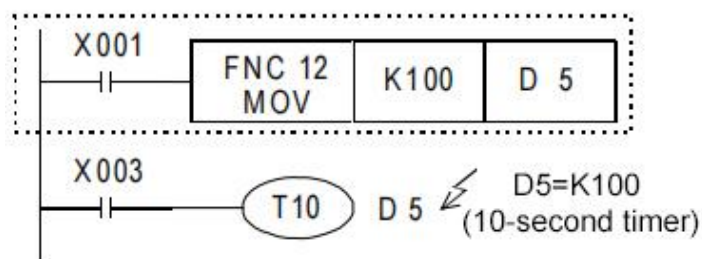 X001
FNC 12
MOV
K100
D 5
X003
T10
D 5
D5=K100
(10-second timer)